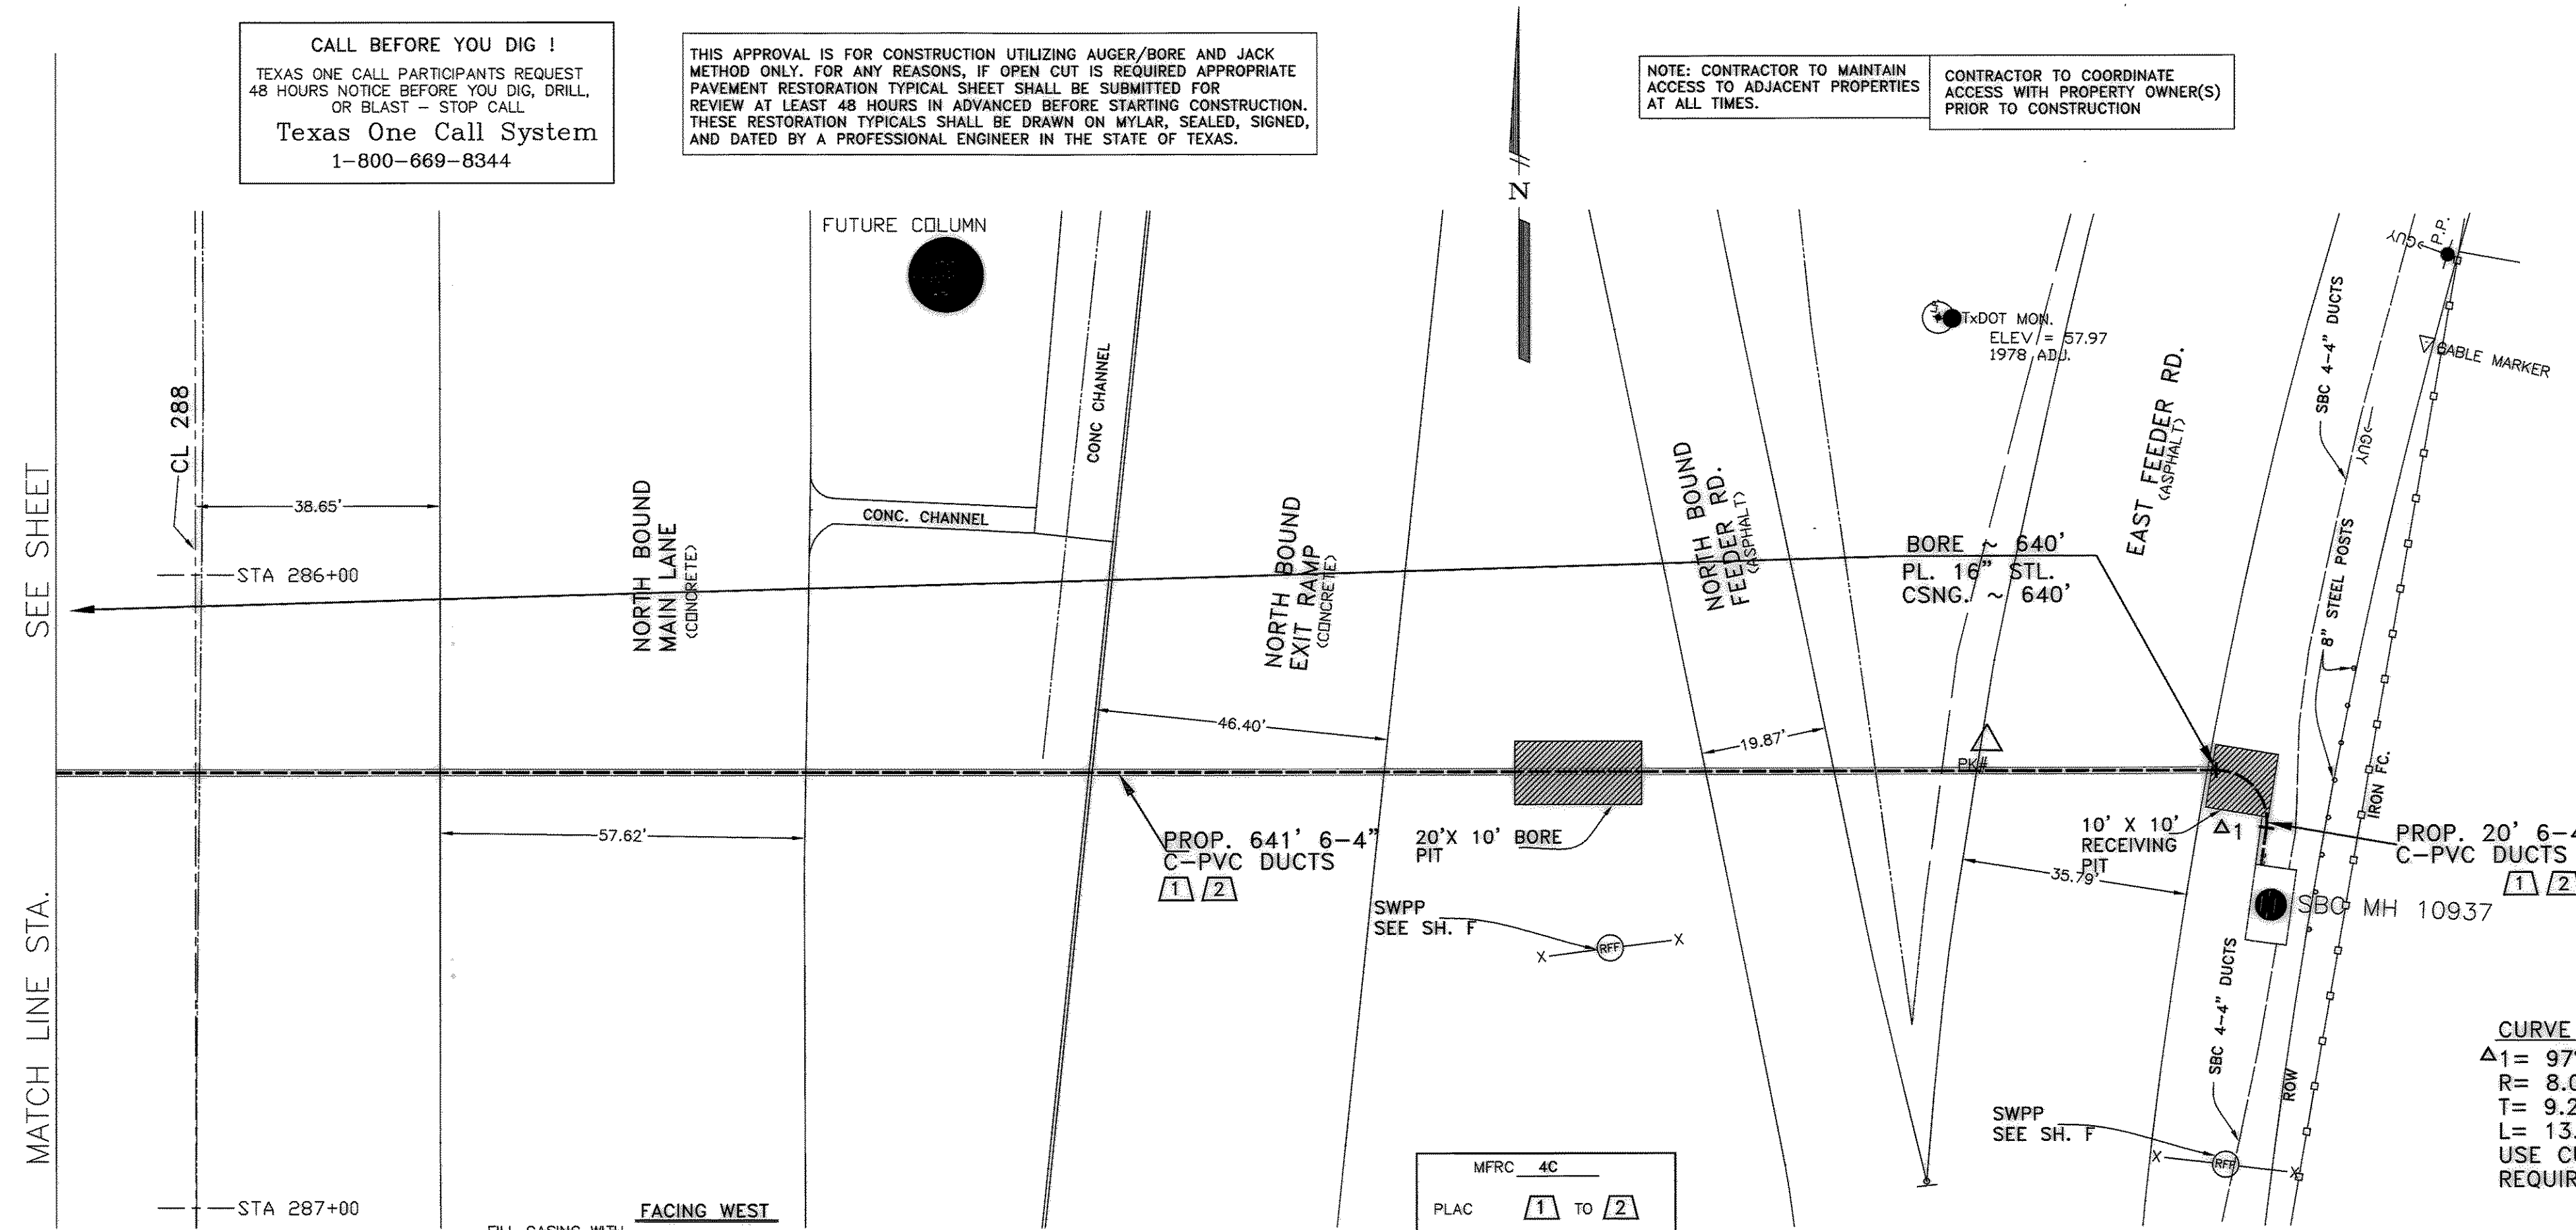 CALL BEFORE YOU DIG !
TEXAS ONE CALL PARTICIPANTS REQUEST
48 HOURS NOTICE BEFORE YOU DIG, DRILL,
OR BLAST – STOP CALL
Texas One Call System
1-800-669-8344
THIS APPROVAL IS FOR CONSTRUCTION UTILIZING AUGER/BORE AND JACK
METHOD ONLY. FOR ANY REASONS, IF OPEN CUT IS REQUIRED APPROPRIATE
PAVEMENT RESTORATION TYPICAL SHEET SHALL BE SUBMITTED FOR
REVIEW AT LEAST 48 HOURS IN ADVANCED BEFORE STARTING CONSTRUCTION.
THESE RESTORATION TYPICALS SHALL BE DRAWN ON MYLAR, SEALED, SIGNED,
AND DATED BY A PROFESSIONAL ENGINEER IN THE STATE OF TEXAS.
N
NOTE: CONTRACTOR TO MAINTAIN
ACCESS TO ADJACENT PROPERTIES
AT ALL TIMES.
CONTRACTOR TO COORDINATE
ACCESS WITH PROPERTY OWNER(S)
PRIOR TO CONSTRUCTION
MATCH LINE STA. SEE SHEET
CL 288
38.65'
STA 286+00
NORTH BOUND
MAIN LANE
(CONCRETE)
FUTURE COLUMN
CONC. CHANNEL
CONC CHANNEL
NORTH BOUND
EXIT RAMP
(CONCRETE)
46.40'
57.62'
NORTH BOUND
FEEDER RD.
(ASPHALT)
19.87'
TxDOT MON.
ELEV = 57.97
1978 ADJ.
EAST FEEDER RD.
(ASPHALT)
BORE ~ 640'
PL. 16" STL.
CSNG. ~ 640'
SBC 4-4" DUCTS
GUY
P.P.
CABLE MARKER
GUY
8" STEEL POSTS
IRON FC.
PK#
PROP. 641' 6-4"
C-PVC DUCTS
1 2
20'X 10' BORE
PIT
SWPP
SEE SH. F
X RFF X
10' X 10'
RECEIVING
PIT
Δ1
35.79'
PROP. 20' 6-4
C-PVC DUCTS
1 2
SBC MH 10937
SBC 4-4" DUCTS
ROW
SWPP
SEE SH. F
X RFF X
CURVE
Δ1= 97°
R= 8.0
T= 9.2
L= 13.
USE CU
REQUIR
STA 287+00
FACING WEST
FILL CASING WITH
MFRC 4C
PLAC 1 TO 2